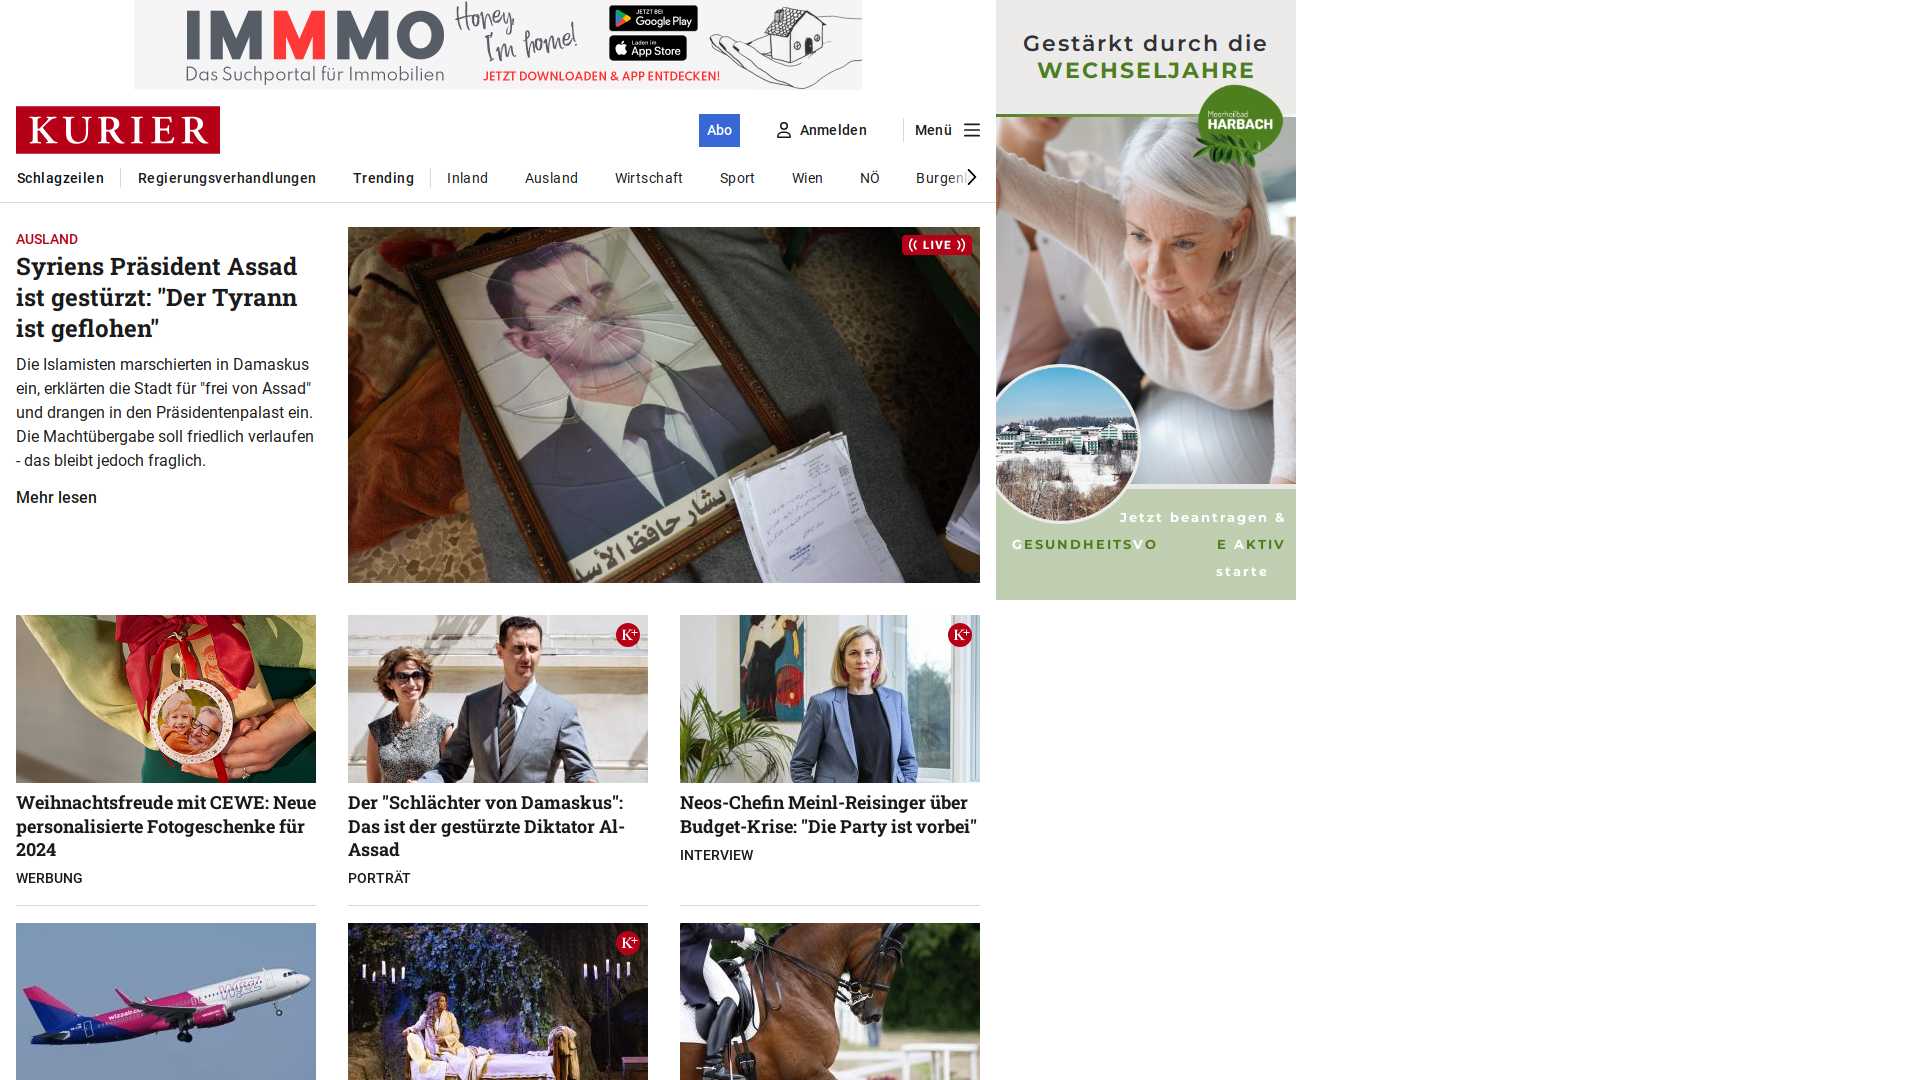 IMMMO
Das Suchportal für Immobilien
Honey, I'm home!
JETZT BEI
Google Play
Laden im
App Store
JETZT DOWNLOADEN & APP ENTDECKEN!
Gestärkt durch die
WECHSELJAHRE
Moorheilbad
HARBACH
KURIER
Abo
Anmelden
Menü
Schlagzeilen
Regierungsverhandlungen
Trending
Inland
Ausland
Wirtschaft
Sport
Wien
NÖ
AUSLAND
Syriens Präsident Assad
ist gestürzt: "Der Tyrann
ist geflohen"
Die Islamisten marschierten in Damaskus
ein, erklärten die Stadt für "frei von Assad"
und drangen in den Präsidentenpalast ein.
Die Machtübergabe soll friedlich verlaufen
- das bleibt jedoch fraglich.
Mehr lesen
LIVE
بشار حافظ الأسد
Jetzt beantragen &
GESUNDHEITSVO E AKTIV
starte
K+
K+
Weihnachtsfreude mit CEWE: Neue
personalisierte Fotogeschenke für
2024
WERBUNG
Der "Schlächter von Damaskus":
Das ist der gestürzte Diktator Al-
Assad
PORTRÄT
Neos-Chefin Meinl-Reisinger über
Budget-Krise: "Die Party ist vorbei"
INTERVIEW
W!ZZ
wizzair.com
K+